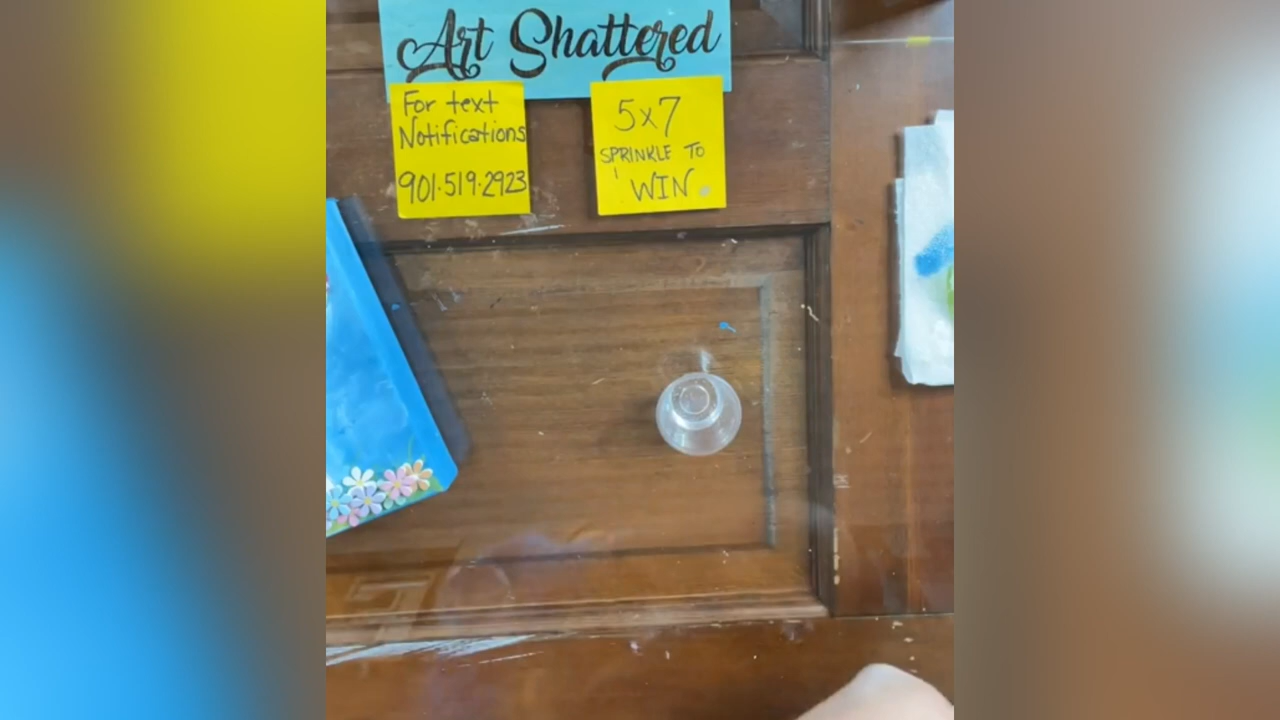 Art Shattered
For text
Notifications
901.519.2923
5x7
SPRINKLE TO
WIN